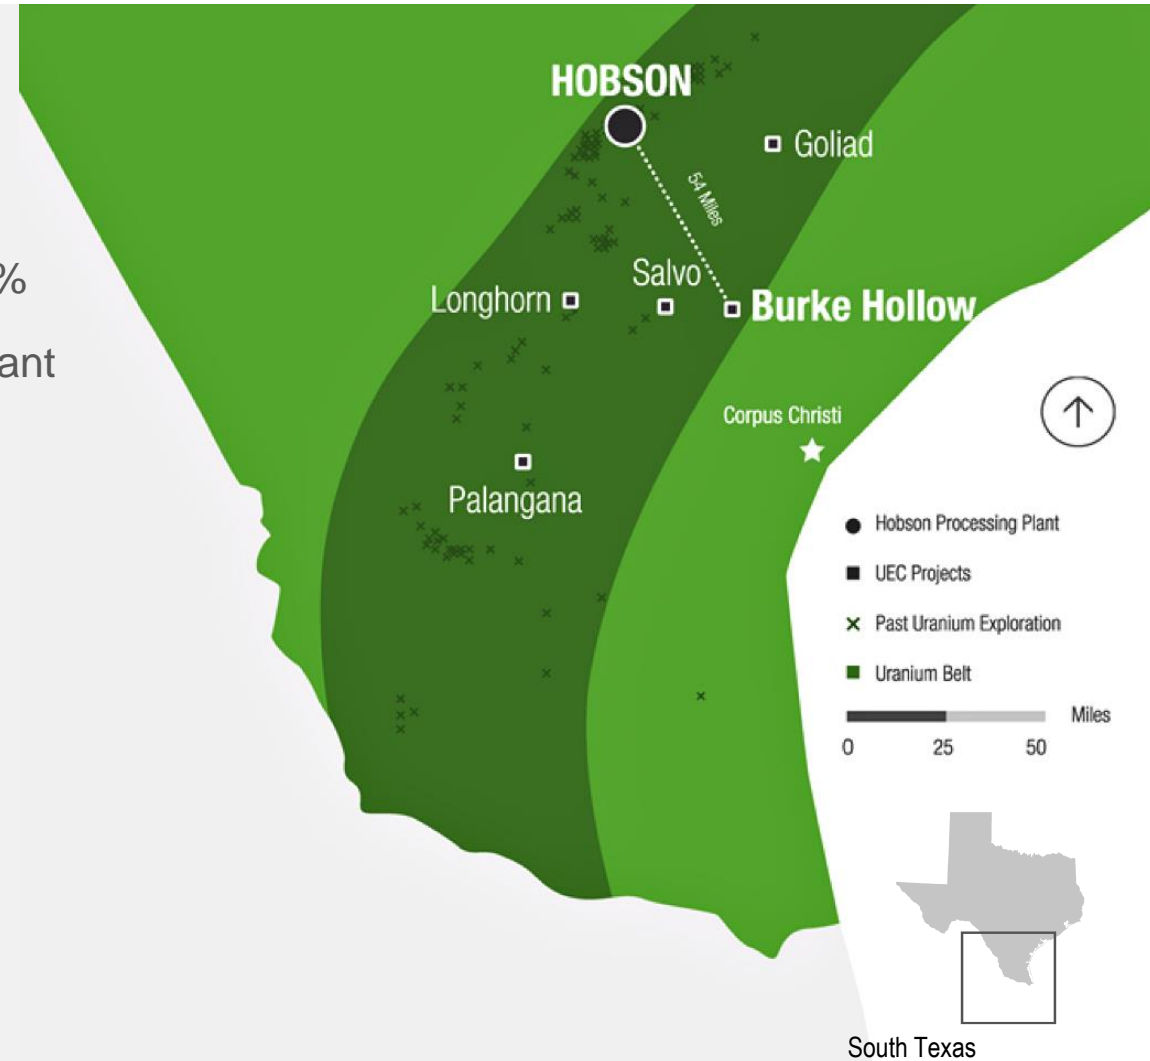 %
ant
HOBSON
Goliad
54 Miles
Salvo
Longhorn
Burke Hollow
Corpus Christi
Palangana
Hobson Processing Plant
UEC Projects
Past Uranium Exploration
Uranium Belt
Miles
0 25 50
South Texas